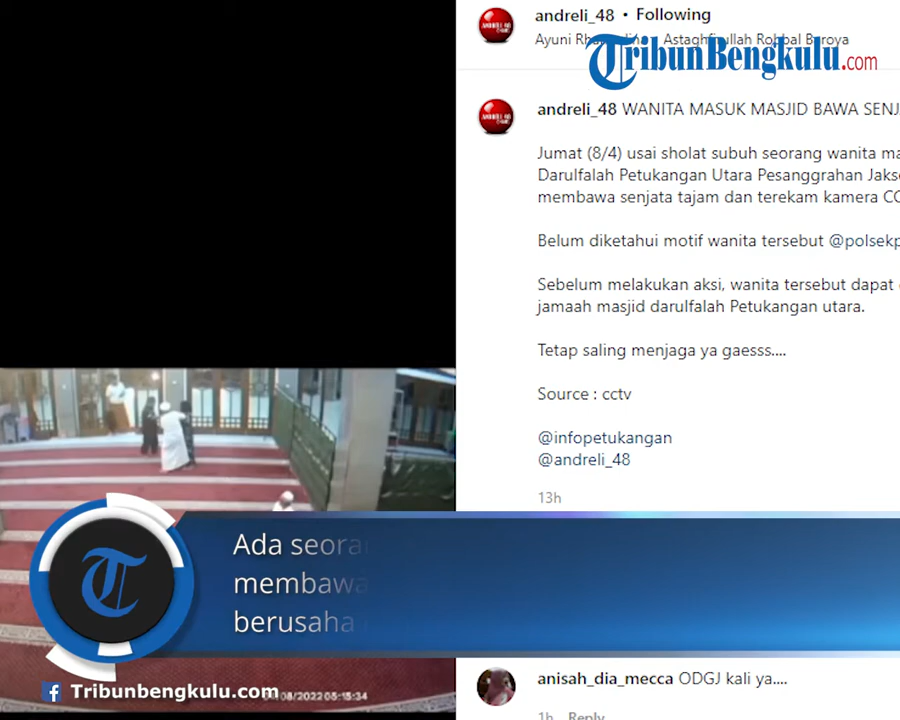 andreli_48 • Following
Ayuni Rha Astaghfirullah Robbal Baroya
TribunBengkulu.com
andreli_48 WANITA MASUK MASJID BAWA SENJ
Jumat (8/4) usai sholat subuh seorang wanita ma
Darulfalah Petukangan Utara Pesanggrahan Jaks
membawa senjata tajam dan terekam kamera CC
Belum diketahui motif wanita tersebut @polsekp
Sebelum melakukan aksi, wanita tersebut dapat
jamaah masjid darulfalah Petukangan utara.
Tetap saling menjaga ya gaesss....
Source : cctv
@infopetukangan
@andreli_48
13h
Ada seora
membawa
berusaha
Tribunbengkulu.com
/08/2022 05:15:34
anisah_dia_mecca ODGJ kali ya....
1h Reply